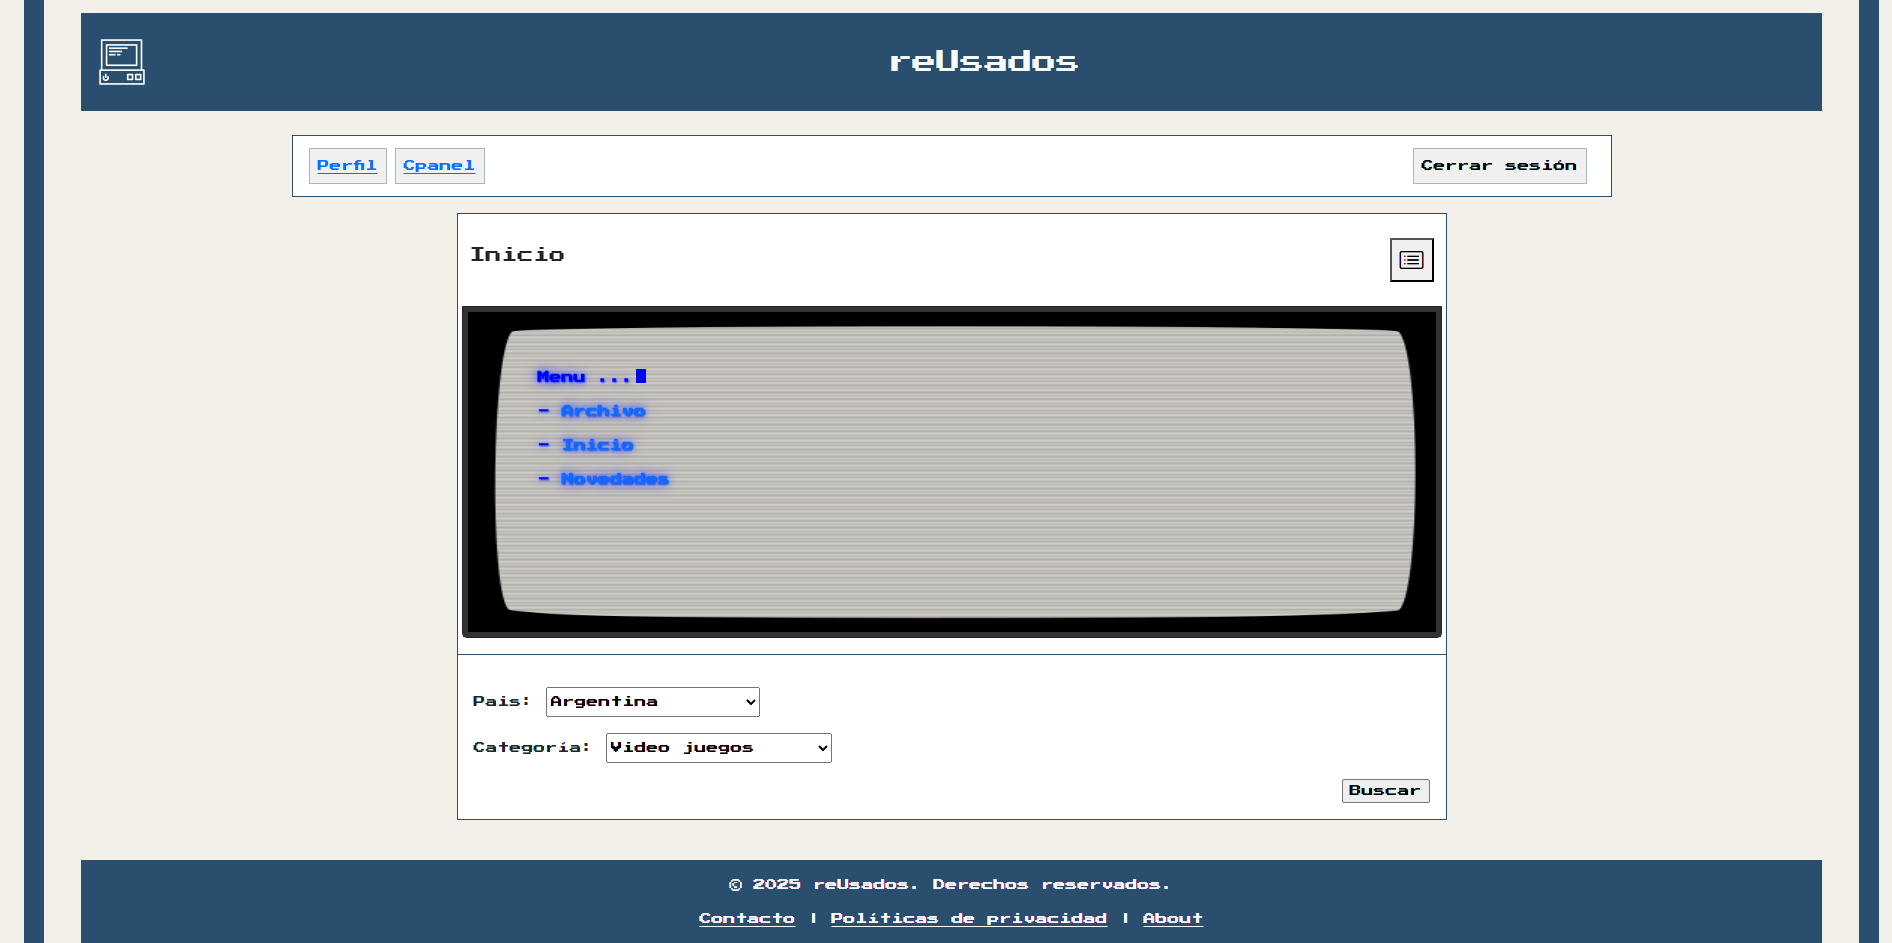 reUsados
Perfil Cpanel Cerrar sesión
Inicio
Menu ...
- Archivo
- Inicio
- Novedades
Pais: Argentina
Categoría: Video juegos
Buscar
© 2025 reUsados. Derechos reservados.
Contacto | Políticas de privacidad | About